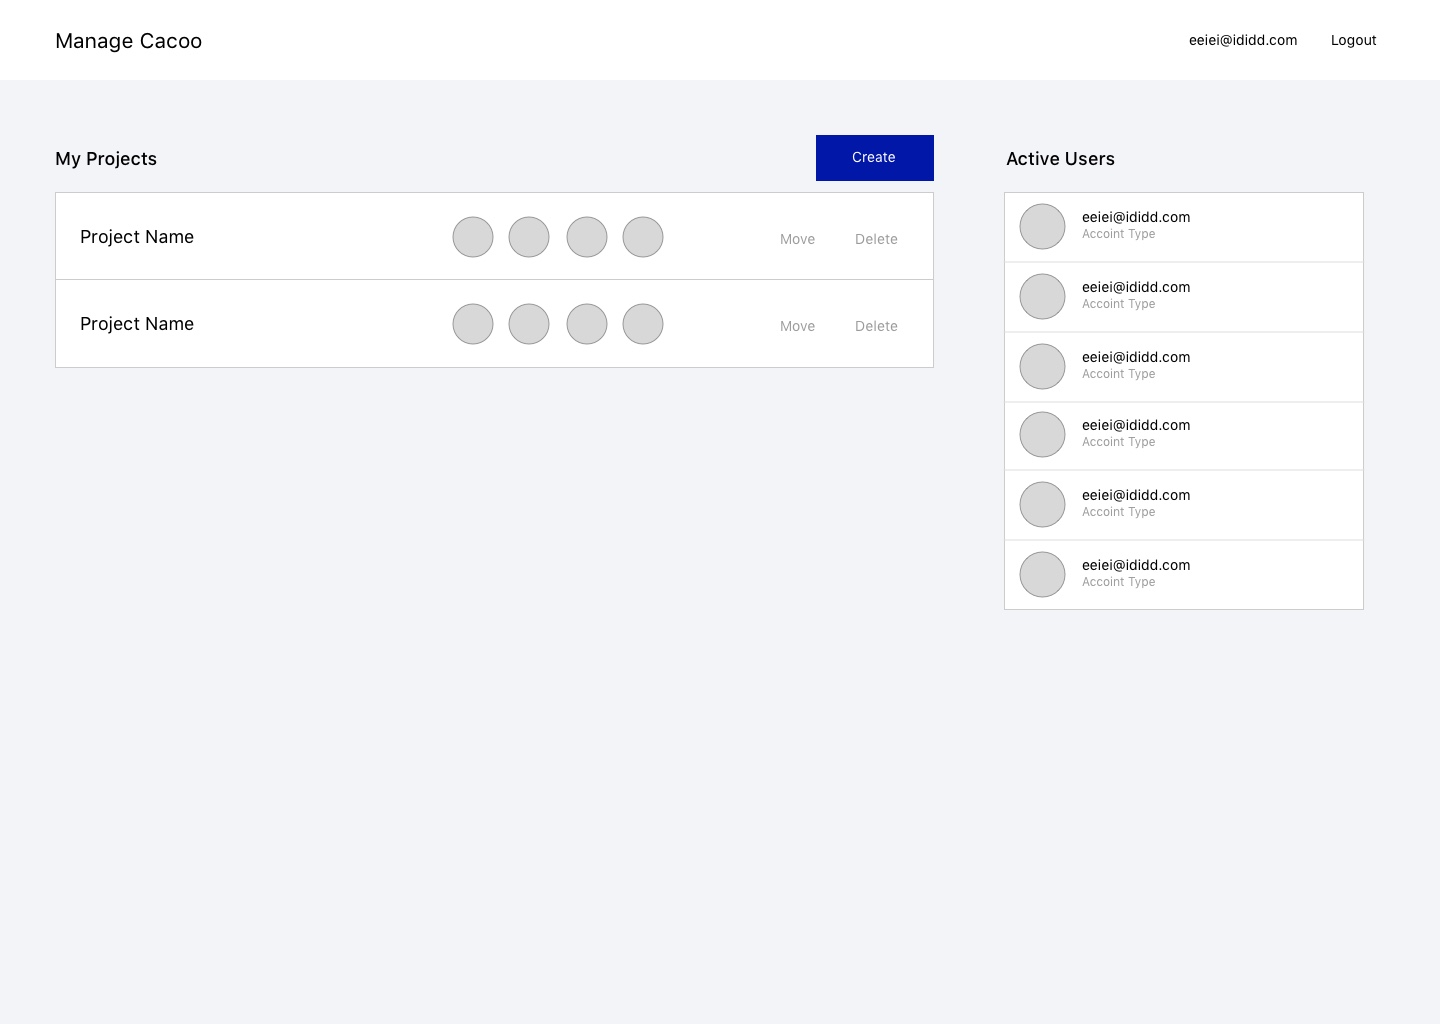 Manage Cacoo
eeiei@ididd.com
Logout
My Projects
Create
Project Name
Move
Delete
Project Name
Move
Delete
Active Users
eeiei@ididd.com
Accoint Type
eeiei@ididd.com
Accoint Type
eeiei@ididd.com
Accoint Type
eeiei@ididd.com
Accoint Type
eeiei@ididd.com
Accoint Type
eeiei@ididd.com
Accoint Type